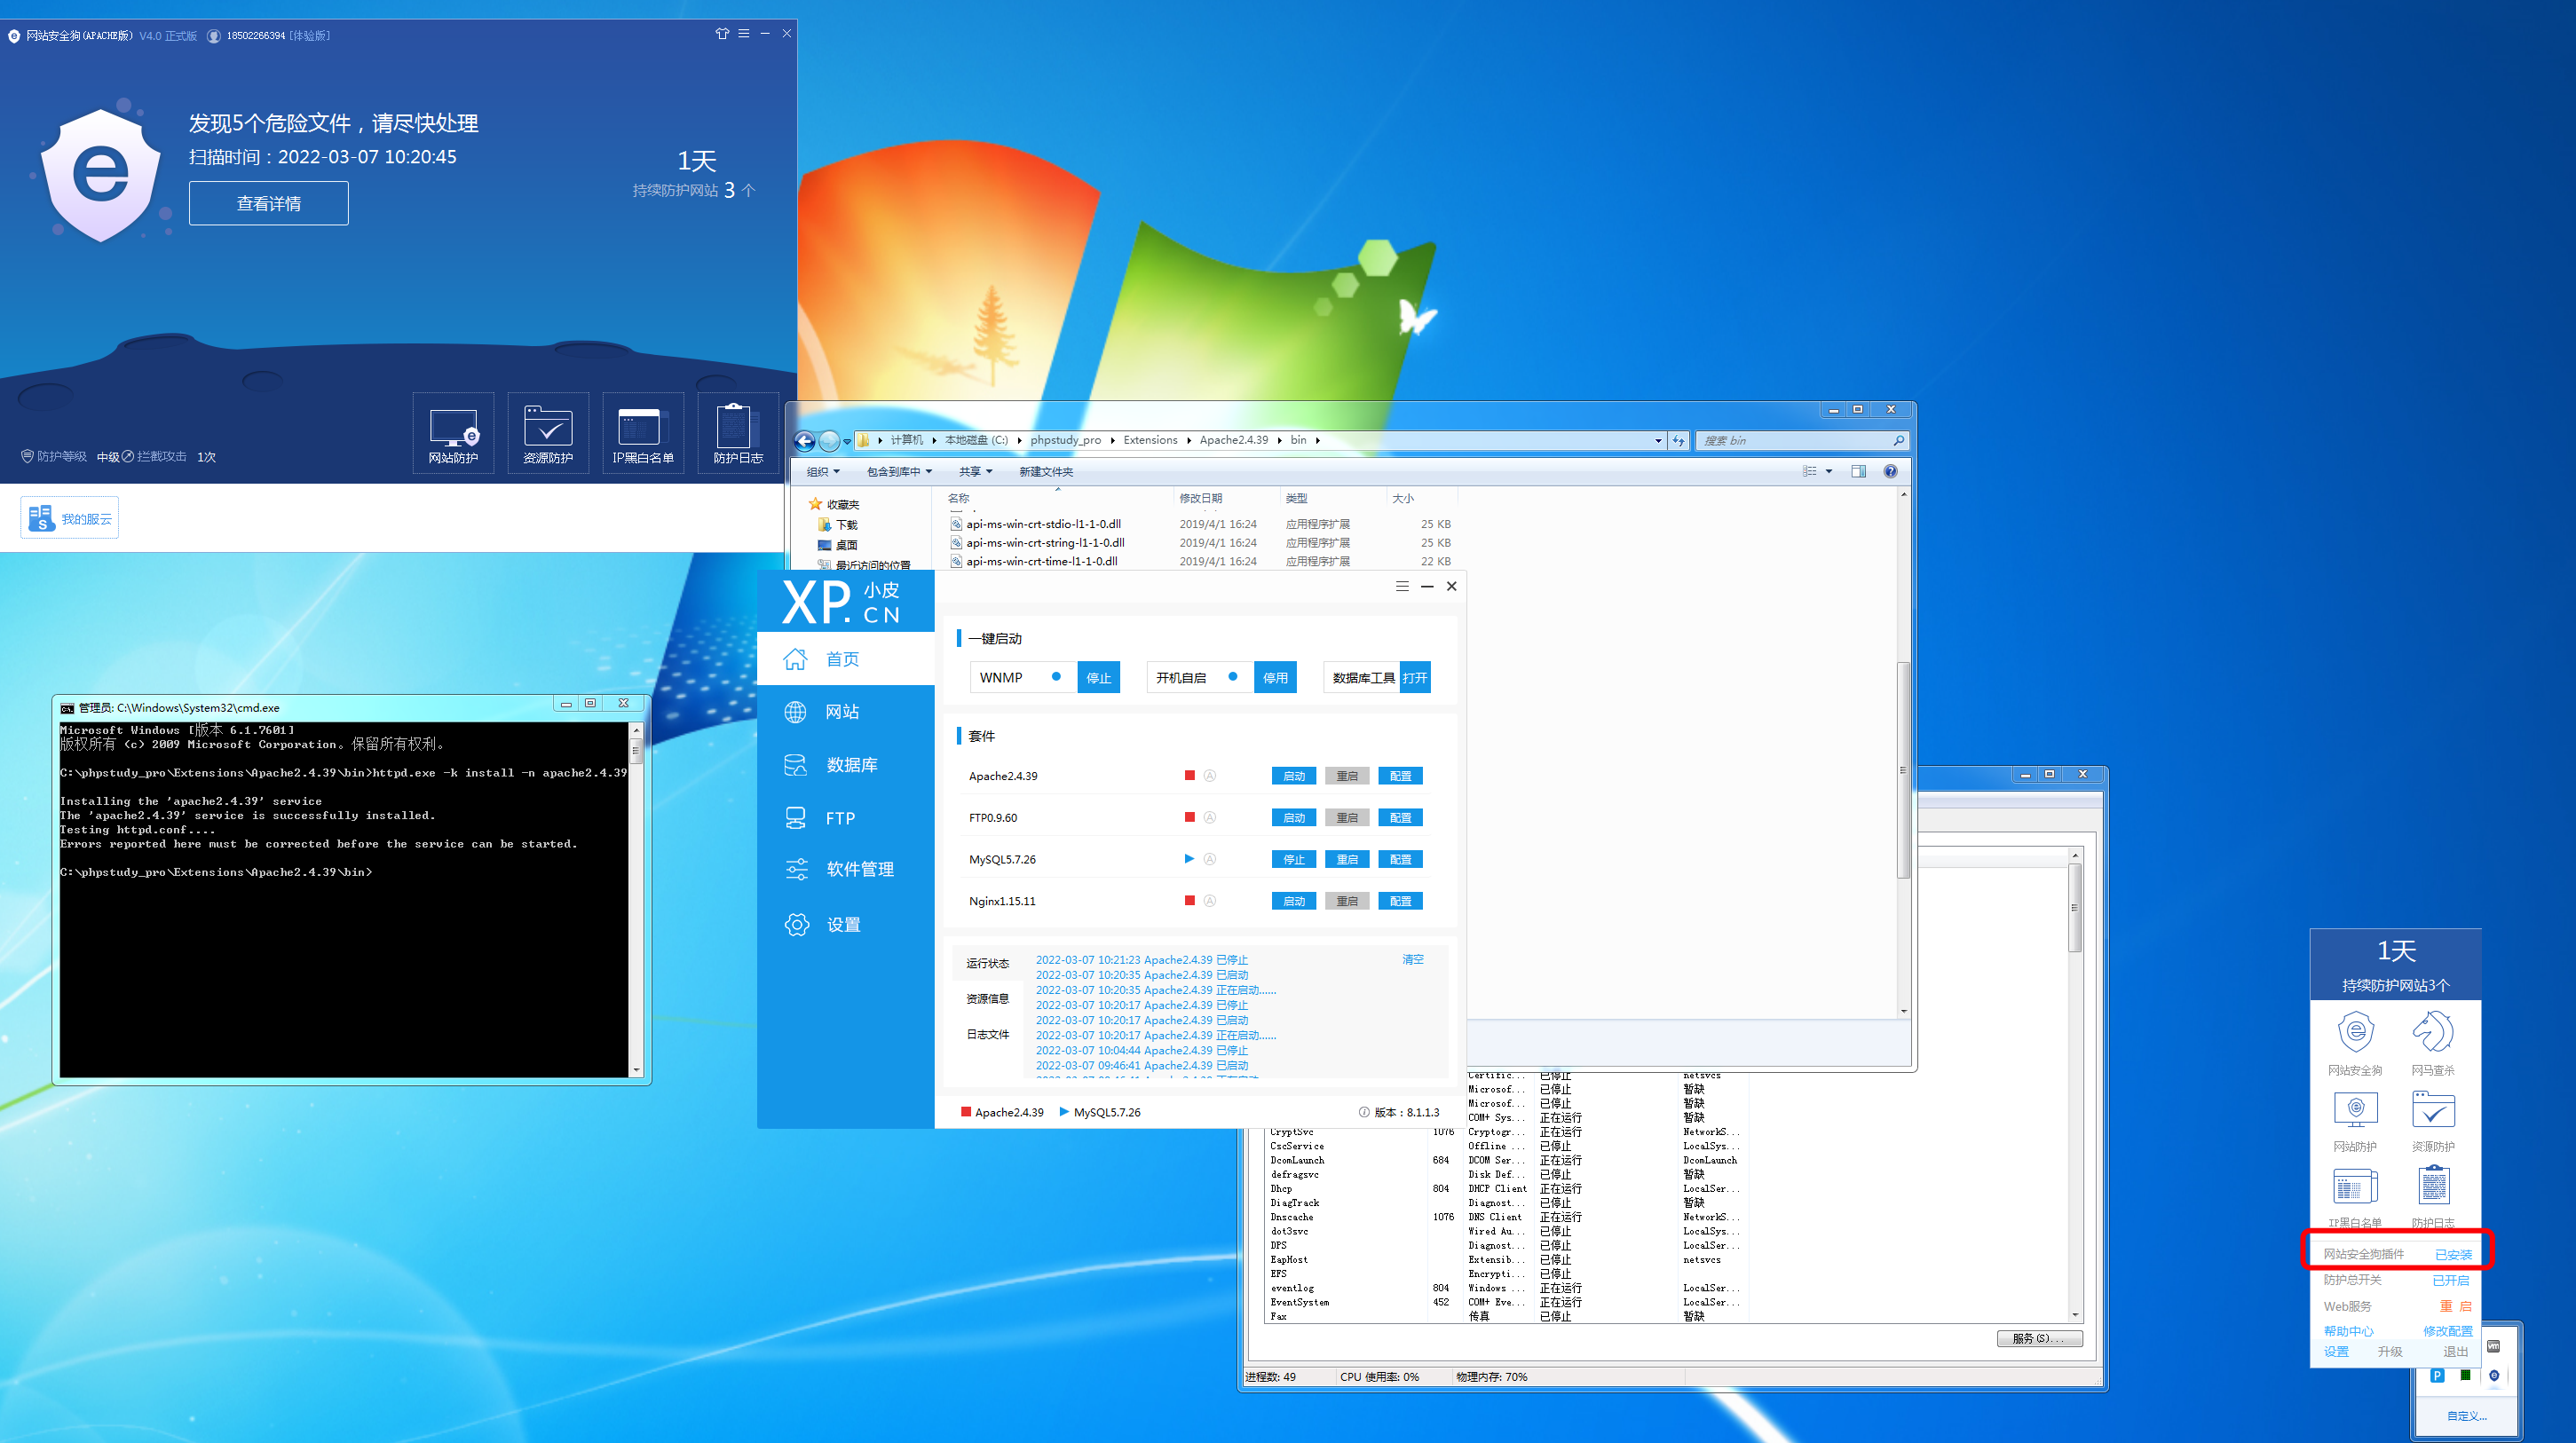 网站安全狗(APACHE版) V4.0 正式版 18502266394 [体验版]
发现5个危险文件，请尽快处理
扫描时间：2022-03-07 10:20:45
查看详情
1天
持续防护网站 3 个
防护等级 中级 拦截攻击 1次
网站防护 资源防护 IP黑白名单 防护日志
我的服云
计算机 本地磁盘 (C:) phpstudy_pro Extensions Apache2.4.39 bin
搜索 bin
组织 包含到库中 共享 新建文件夹
收藏夹
下载
桌面
最近访问的位置
名称 修改日期 类型 大小
api-ms-win-crt-stdio-l1-1-0.dll 2019/4/1 16:24 应用程序扩展 25 KB
api-ms-win-crt-string-l1-1-0.dll 2019/4/1 16:24 应用程序扩展 25 KB
api-ms-win-crt-time-l1-1-0.dll 2019/4/1 16:24 应用程序扩展 22 KB
管理员: C:\Windows\System32\cmd.exe
Microsoft Windows [版本 6.1.7601]
版权所有 (c) 2009 Microsoft Corporation。保留所有权利。
C:\phpstudy_pro\Extensions\Apache2.4.39\bin>httpd.exe -k install -n apache2.4.39
Installing the 'apache2.4.39' service
The 'apache2.4.39' service is successfully installed.
Testing httpd.conf....
Errors reported here must be corrected before the service can be started.
C:\phpstudy_pro\Extensions\Apache2.4.39\bin>
XP. 小皮
CN
首页
网站
数据库
FTP
软件管理
设置
一键启动
WNMP 停止 开机自启 停用 数据库工具 打开
套件
Apache2.4.39 启动 重启 配置
FTP0.9.60 启动 重启 配置
MySQL5.7.26 停止 重启 配置
Nginx1.15.11 启动 重启 配置
运行状态
资源信息
日志文件
清空
2022-03-07 10:21:23 Apache2.4.39 已停止
2022-03-07 10:20:35 Apache2.4.39 已启动
2022-03-07 10:20:35 Apache2.4.39 正在启动......
2022-03-07 10:20:17 Apache2.4.39 已停止
2022-03-07 10:20:17 Apache2.4.39 已启动
2022-03-07 10:20:17 Apache2.4.39 正在启动......
2022-03-07 10:04:44 Apache2.4.39 已停止
2022-03-07 09:46:41 Apache2.4.39 已启动
Apache2.4.39 MySQL5.7.26 版本：8.1.1.3
Certific... 已停止 netsvcs
Microsof... 已停止 暂缺
Microsof... 已停止 暂缺
COM+ Sys... 正在运行 暂缺
CryptSvc 1076 Cryptogr... 正在运行 NetworkS...
CscService Offline ... 已停止 LocalSys...
DcomLaunch 684 DCOM Ser... 正在运行 DcomLaunch
defragsvc Disk Def... 已停止 暂缺
Dhcp 804 DHCP Client 正在运行 LocalSer...
DiagTrack Diagnost... 已停止 暂缺
Dnscache 1076 DNS Client 正在运行 NetworkS...
dot3svc Wired Au... 已停止 LocalSys...
DPS Diagnost... 已停止 LocalSer...
EapHost Extensib... 已停止 netsvcs
EFS Encrypti... 已停止
eventlog 804 Windows ... 正在运行 LocalSer...
EventSystem 452 COM+ Eve... 正在运行 LocalSer...
Fax 传真 已停止 暂缺
服务(S)...
进程数: 49 CPU 使用率: 0% 物理内存: 70%
1天
持续防护网站3个
网站安全狗 网马查杀
网站防护 资源防护
IP黑白名单 防护日志
网站安全狗插件 已安装
防护总开关 已开启
Web服务 重 启
帮助中心 修改配置
设置 升级 退出
自定义...